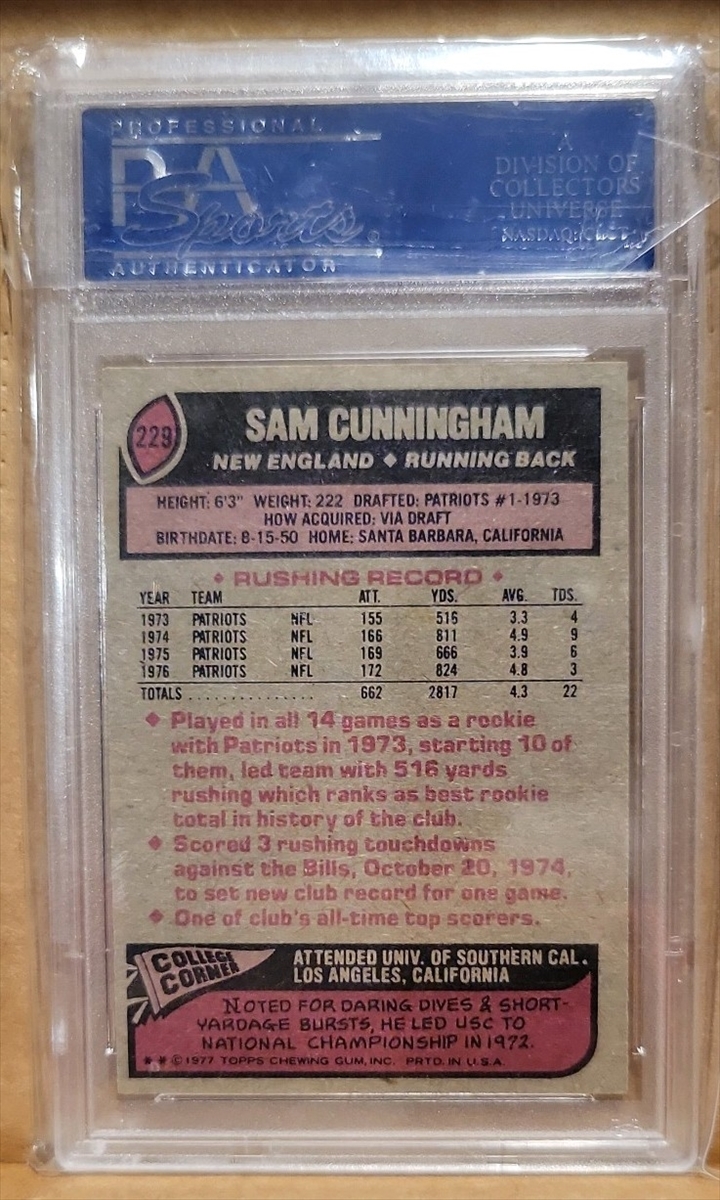 PROFESSIONAL
PSA
Sports®
AUTHENTICATOR
A
DIVISION OF
COLLECTORS
UNIVERSE
NASDAQ: CLCT
229
SAM CUNNINGHAM
NEW ENGLAND ♦ RUNNING BACK
HEIGHT: 6'3" WEIGHT: 222 DRAFTED: PATRIOTS #1-1973
HOW ACQUIRED: VIA DRAFT
BIRTHDATE: 8-15-50 HOME: SANTA BARBARA, CALIFORNIA
♦ RUSHING RECORD ♦
YEAR TEAM ATT. YDS. AVG. TDS.
1973 PATRIOTS NFL 155 516 3.3 4
1974 PATRIOTS NFL 166 811 4.9 9
1975 PATRIOTS NFL 169 666 3.9 6
1976 PATRIOTS NFL 172 824 4.8 3
TOTALS . . . . . . . . . . . . . . . 662 2817 4.3 22
♦ Played in all 14 games as a rookie
with Patriots in 1973, starting 10 of
them, led team with 516 yards
rushing which ranks as best rookie
total in history of the club.
♦ Scored 3 rushing touchdowns
against the Bills, October 20, 1974,
to set new club record for one game.
♦ One of club's all-time top scorers.
COLLEGE
CORNER
ATTENDED UNIV. OF SOUTHERN CAL.
LOS ANGELES, CALIFORNIA
NOTED FOR DARING DIVES & SHORT-
YARDAGE BURSTS, HE LED USC TO
NATIONAL CHAMPIONSHIP IN 1972.
* * © 1977 TOPPS CHEWING GUM, INC. PRTD. IN U.S.A.